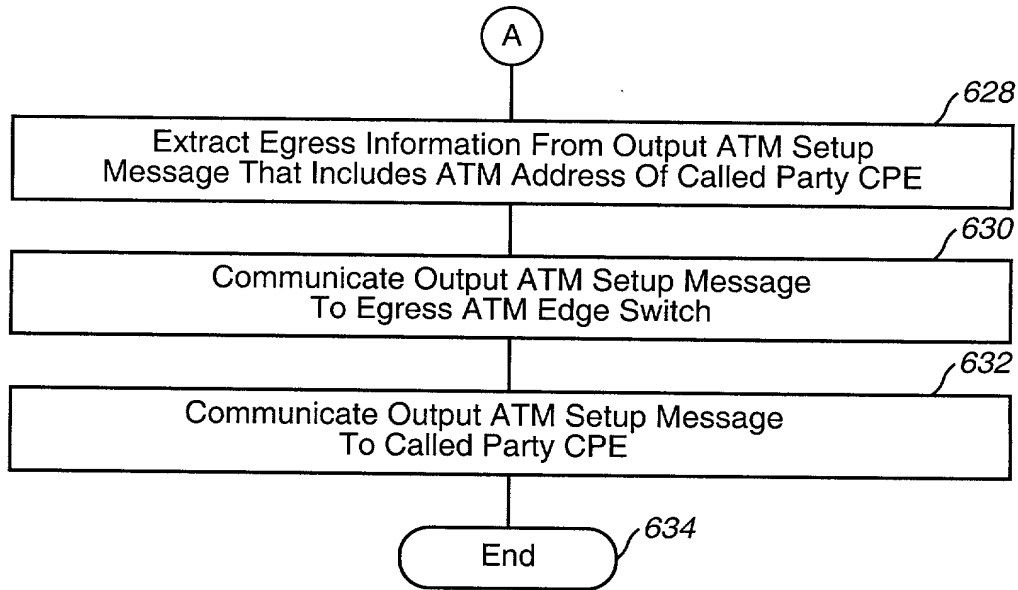 A
628
Extract Egress Information From Output ATM Setup
Message That Includes ATM Address Of Called Party CPE
630
Communicate Output ATM Setup Message
To Egress ATM Edge Switch
632
Communicate Output ATM Setup Message
To Called Party CPE
634
End